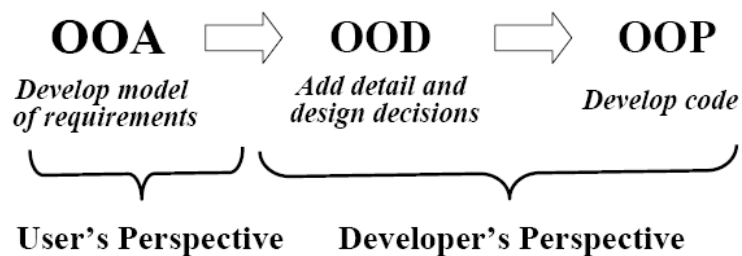 OOA
OOD
OOP
Develop model
of requirements
Add detail and
design decisions
Develop code
User's Perspective
Developer's Perspective